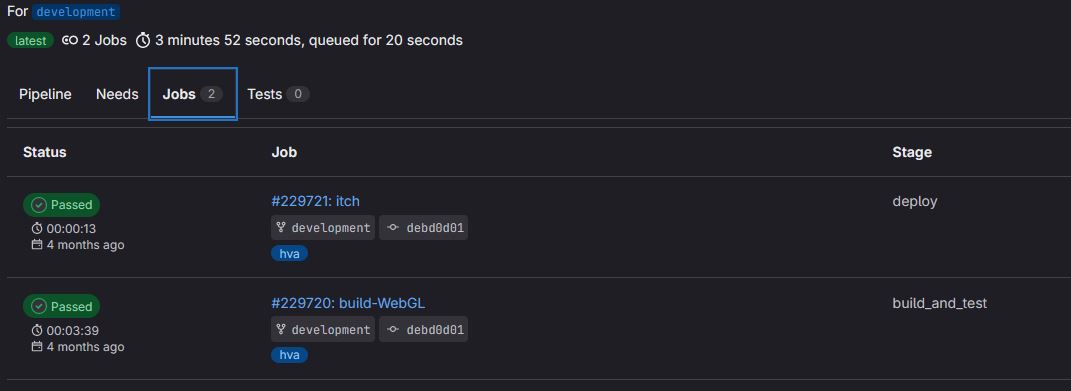 For development
latest 2 Jobs 3 minutes 52 seconds, queued for 20 seconds
Pipeline Needs Jobs 2 Tests 0
Status Job Stage
Passed #229721: itch deploy
00:00:13 development debd0d01
4 months ago hva
Passed #229720: build-WebGL build_and_test
00:03:39 development debd0d01
4 months ago hva